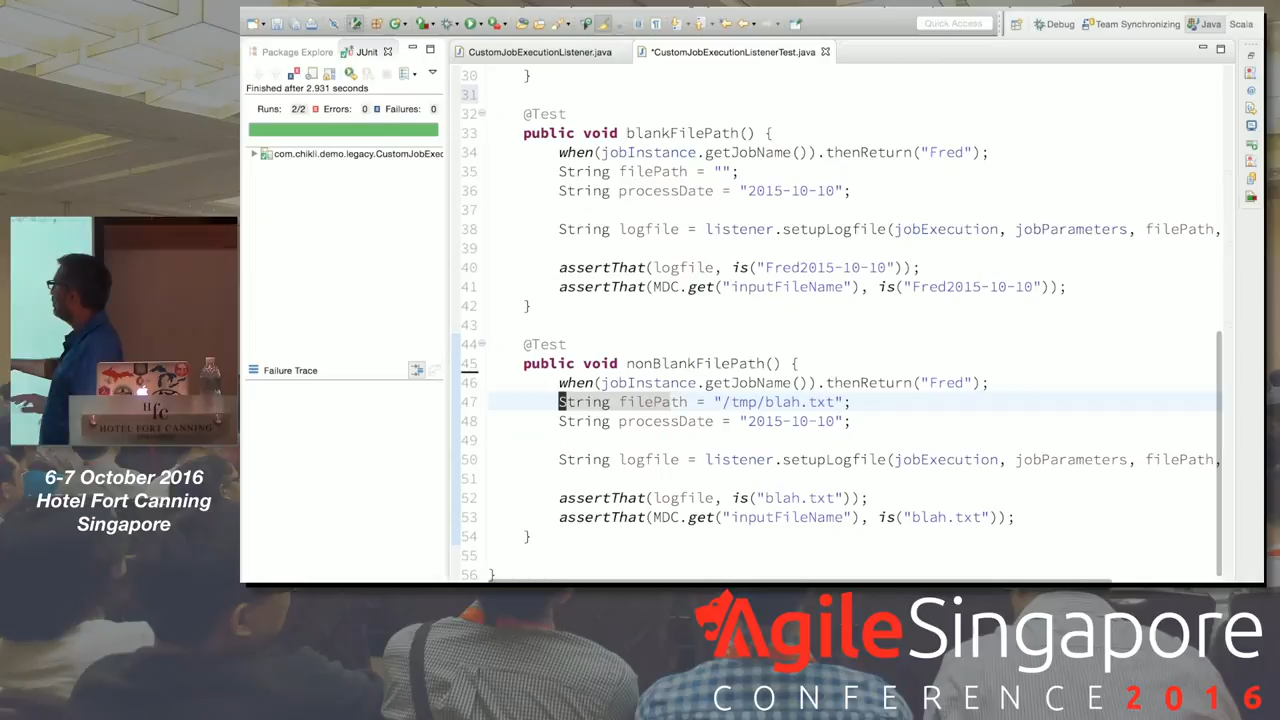 Quick Access
Debug
Team Synchronizing
Java
Scala
Package Explore
JUnit
CustomJobExecutionListener.java
*CustomJobExecutionListenerTest.java
Finished after 2.931 seconds
Runs: 2/2
Errors: 0
Failures: 0
com.chikli.demo.legacy.CustomJobExec
Failure Trace
30 }
31
32 @Test
33 public void blankFilePath() {
34 when(jobInstance.getJobName()).thenReturn("Fred");
35 String filePath = "";
36 String processDate = "2015-10-10";
37
38 String logfile = listener.setupLogfile(jobExecution, jobParameters, filePath,
39
40 assertThat(logfile, is("Fred2015-10-10"));
41 assertThat(MDC.get("inputFileName"), is("Fred2015-10-10"));
42 }
43
44 @Test
45 public void nonBlankFilePath() {
46 when(jobInstance.getJobName()).thenReturn("Fred");
47 String filePath = "/tmp/blah.txt";
48 String processDate = "2015-10-10";
49
50 String logfile = listener.setupLogfile(jobExecution, jobParameters, filePath,
51
52 assertThat(logfile, is("blah.txt"));
53 assertThat(MDC.get("inputFileName"), is("blah.txt"));
54 }
55
56 }
HOTEL FORT CANNING
6-7 October 2016
Hotel Fort Canning
Singapore
AgileSingapore
CONFERENCE 2016